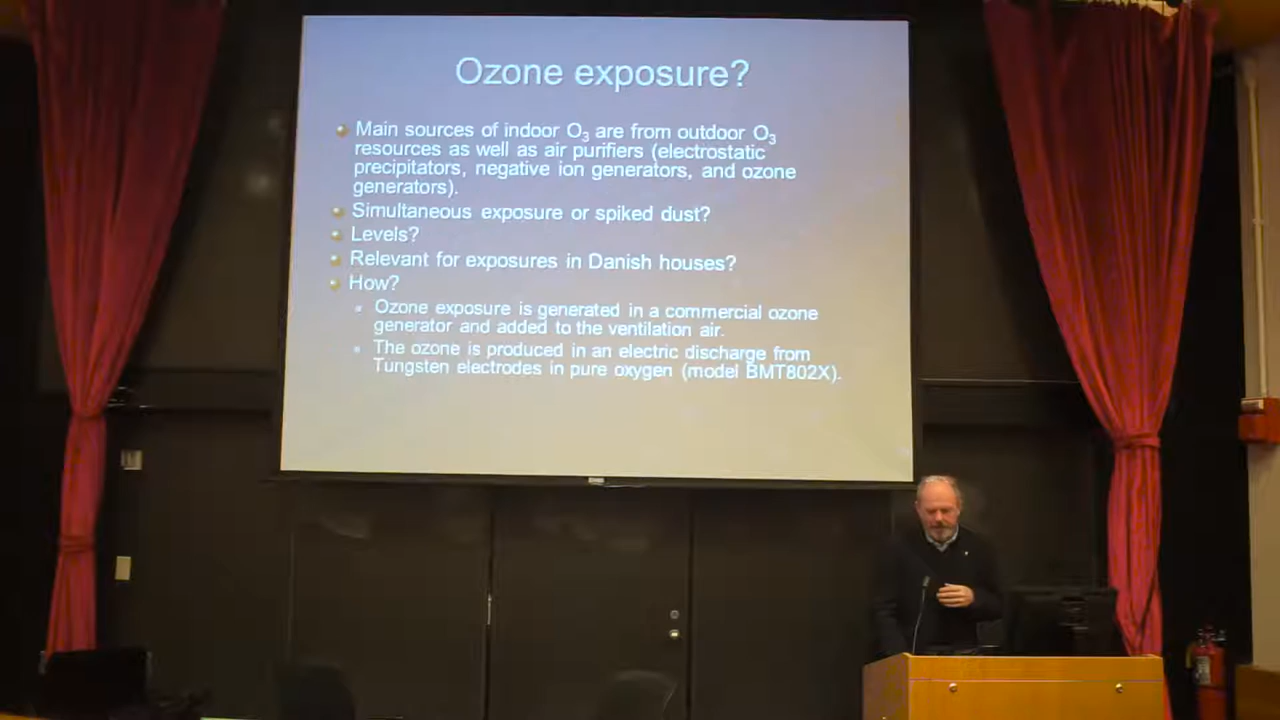 Ozone exposure?
Main sources of indoor O₃ are from outdoor O₃
resources as well as air purifiers (electrostatic
precipitators, negative ion generators, and ozone
generators).
Simultaneous exposure or spiked dust?
Levels?
Relevant for exposures in Danish houses?
How?
Ozone exposure is generated in a commercial ozone
generator and added to the ventilation air.
The ozone is produced in an electric discharge from
Tungsten electrodes in pure oxygen (model BMT802X).